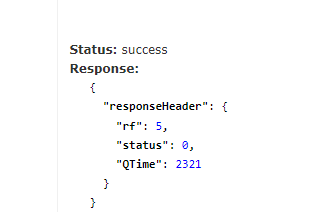 Status: success
Response:
{
"responseHeader": {
"rf": 5,
"status": 0,
"QTime": 2321
}
}